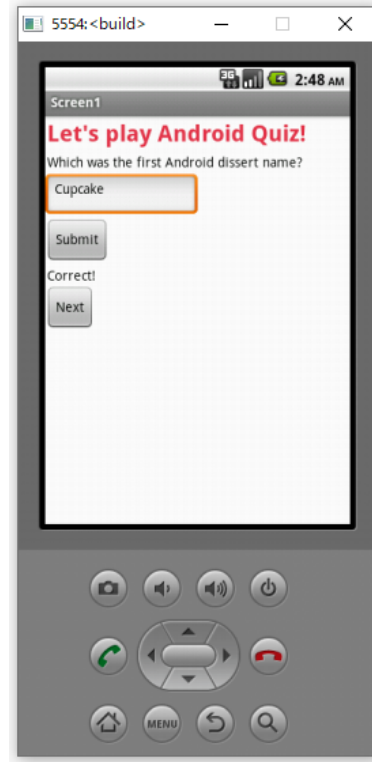 5554:<build>
3G
2:48 AM
Screen1
Let's play Android Quiz!
Which was the first Android dissert name?
Cupcake
Submit
Correct!
Next
MENU